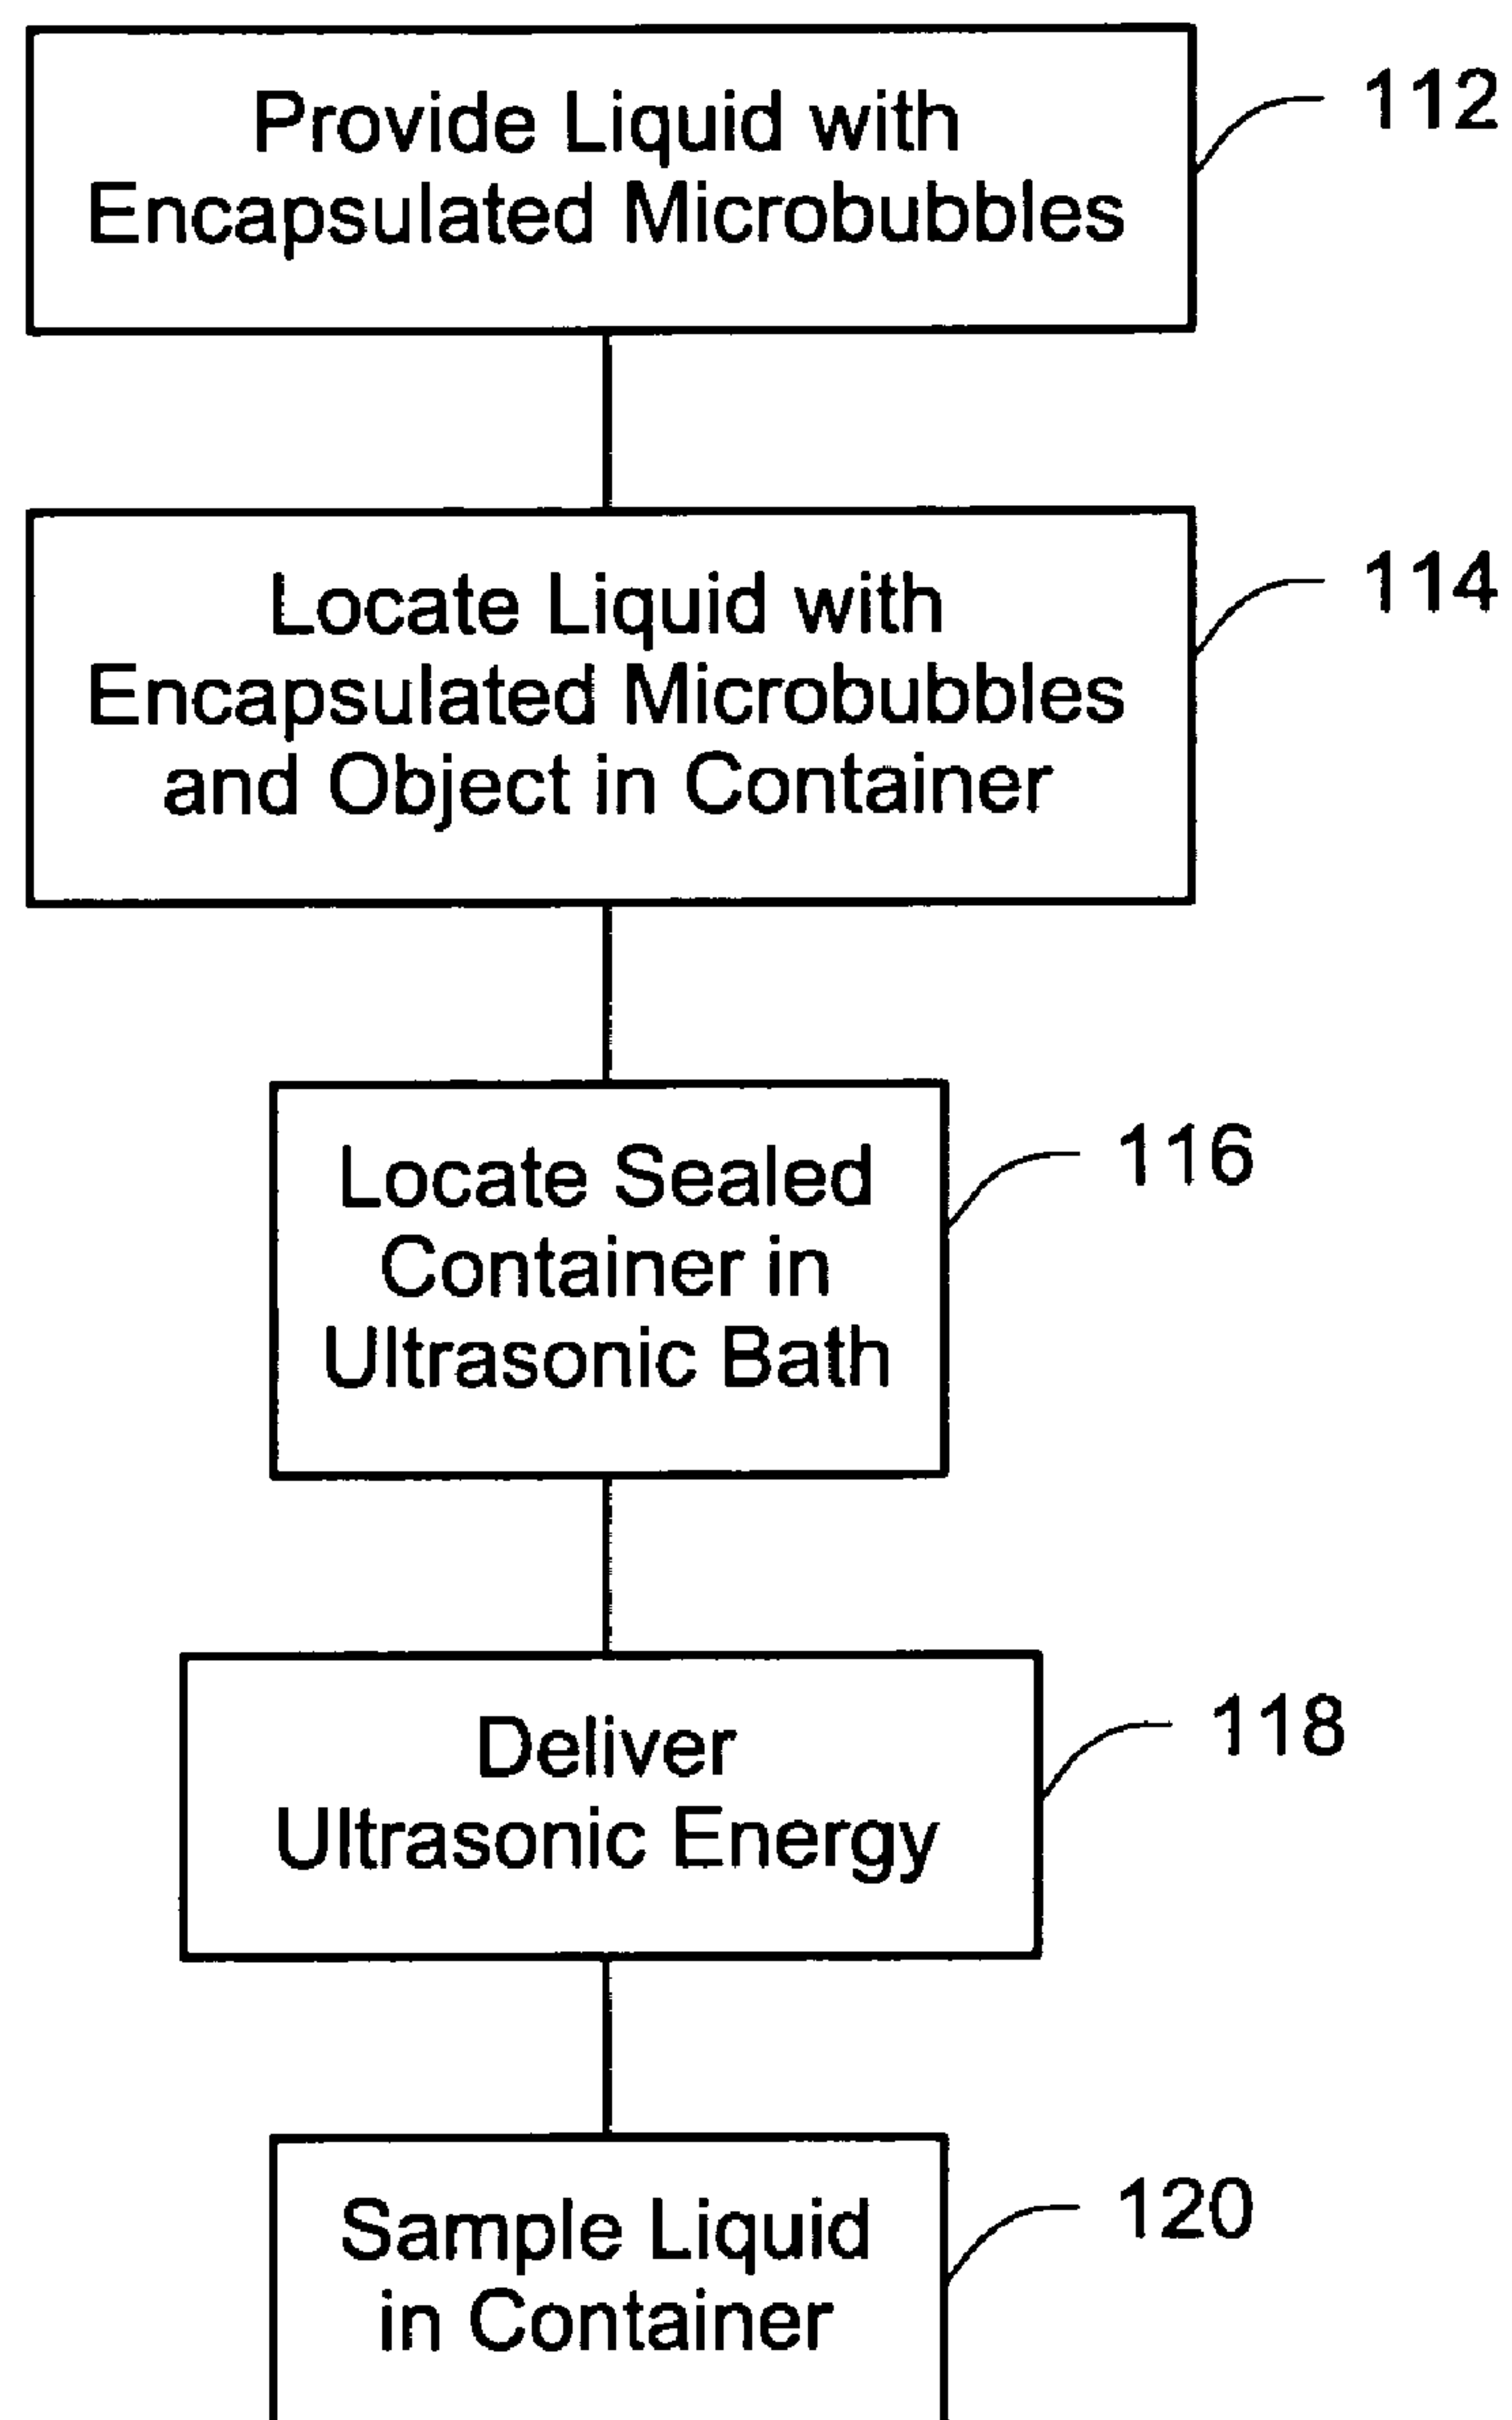 Provide Liquid with
Encapsulated Microbubbles
112
Locate Liquid with
Encapsulated Microbubbles
and Object in Container
114
Locate Sealed
Container in
Ultrasonic Bath
116
Deliver
Ultrasonic Energy
118
Sample Liquid
in Container
120